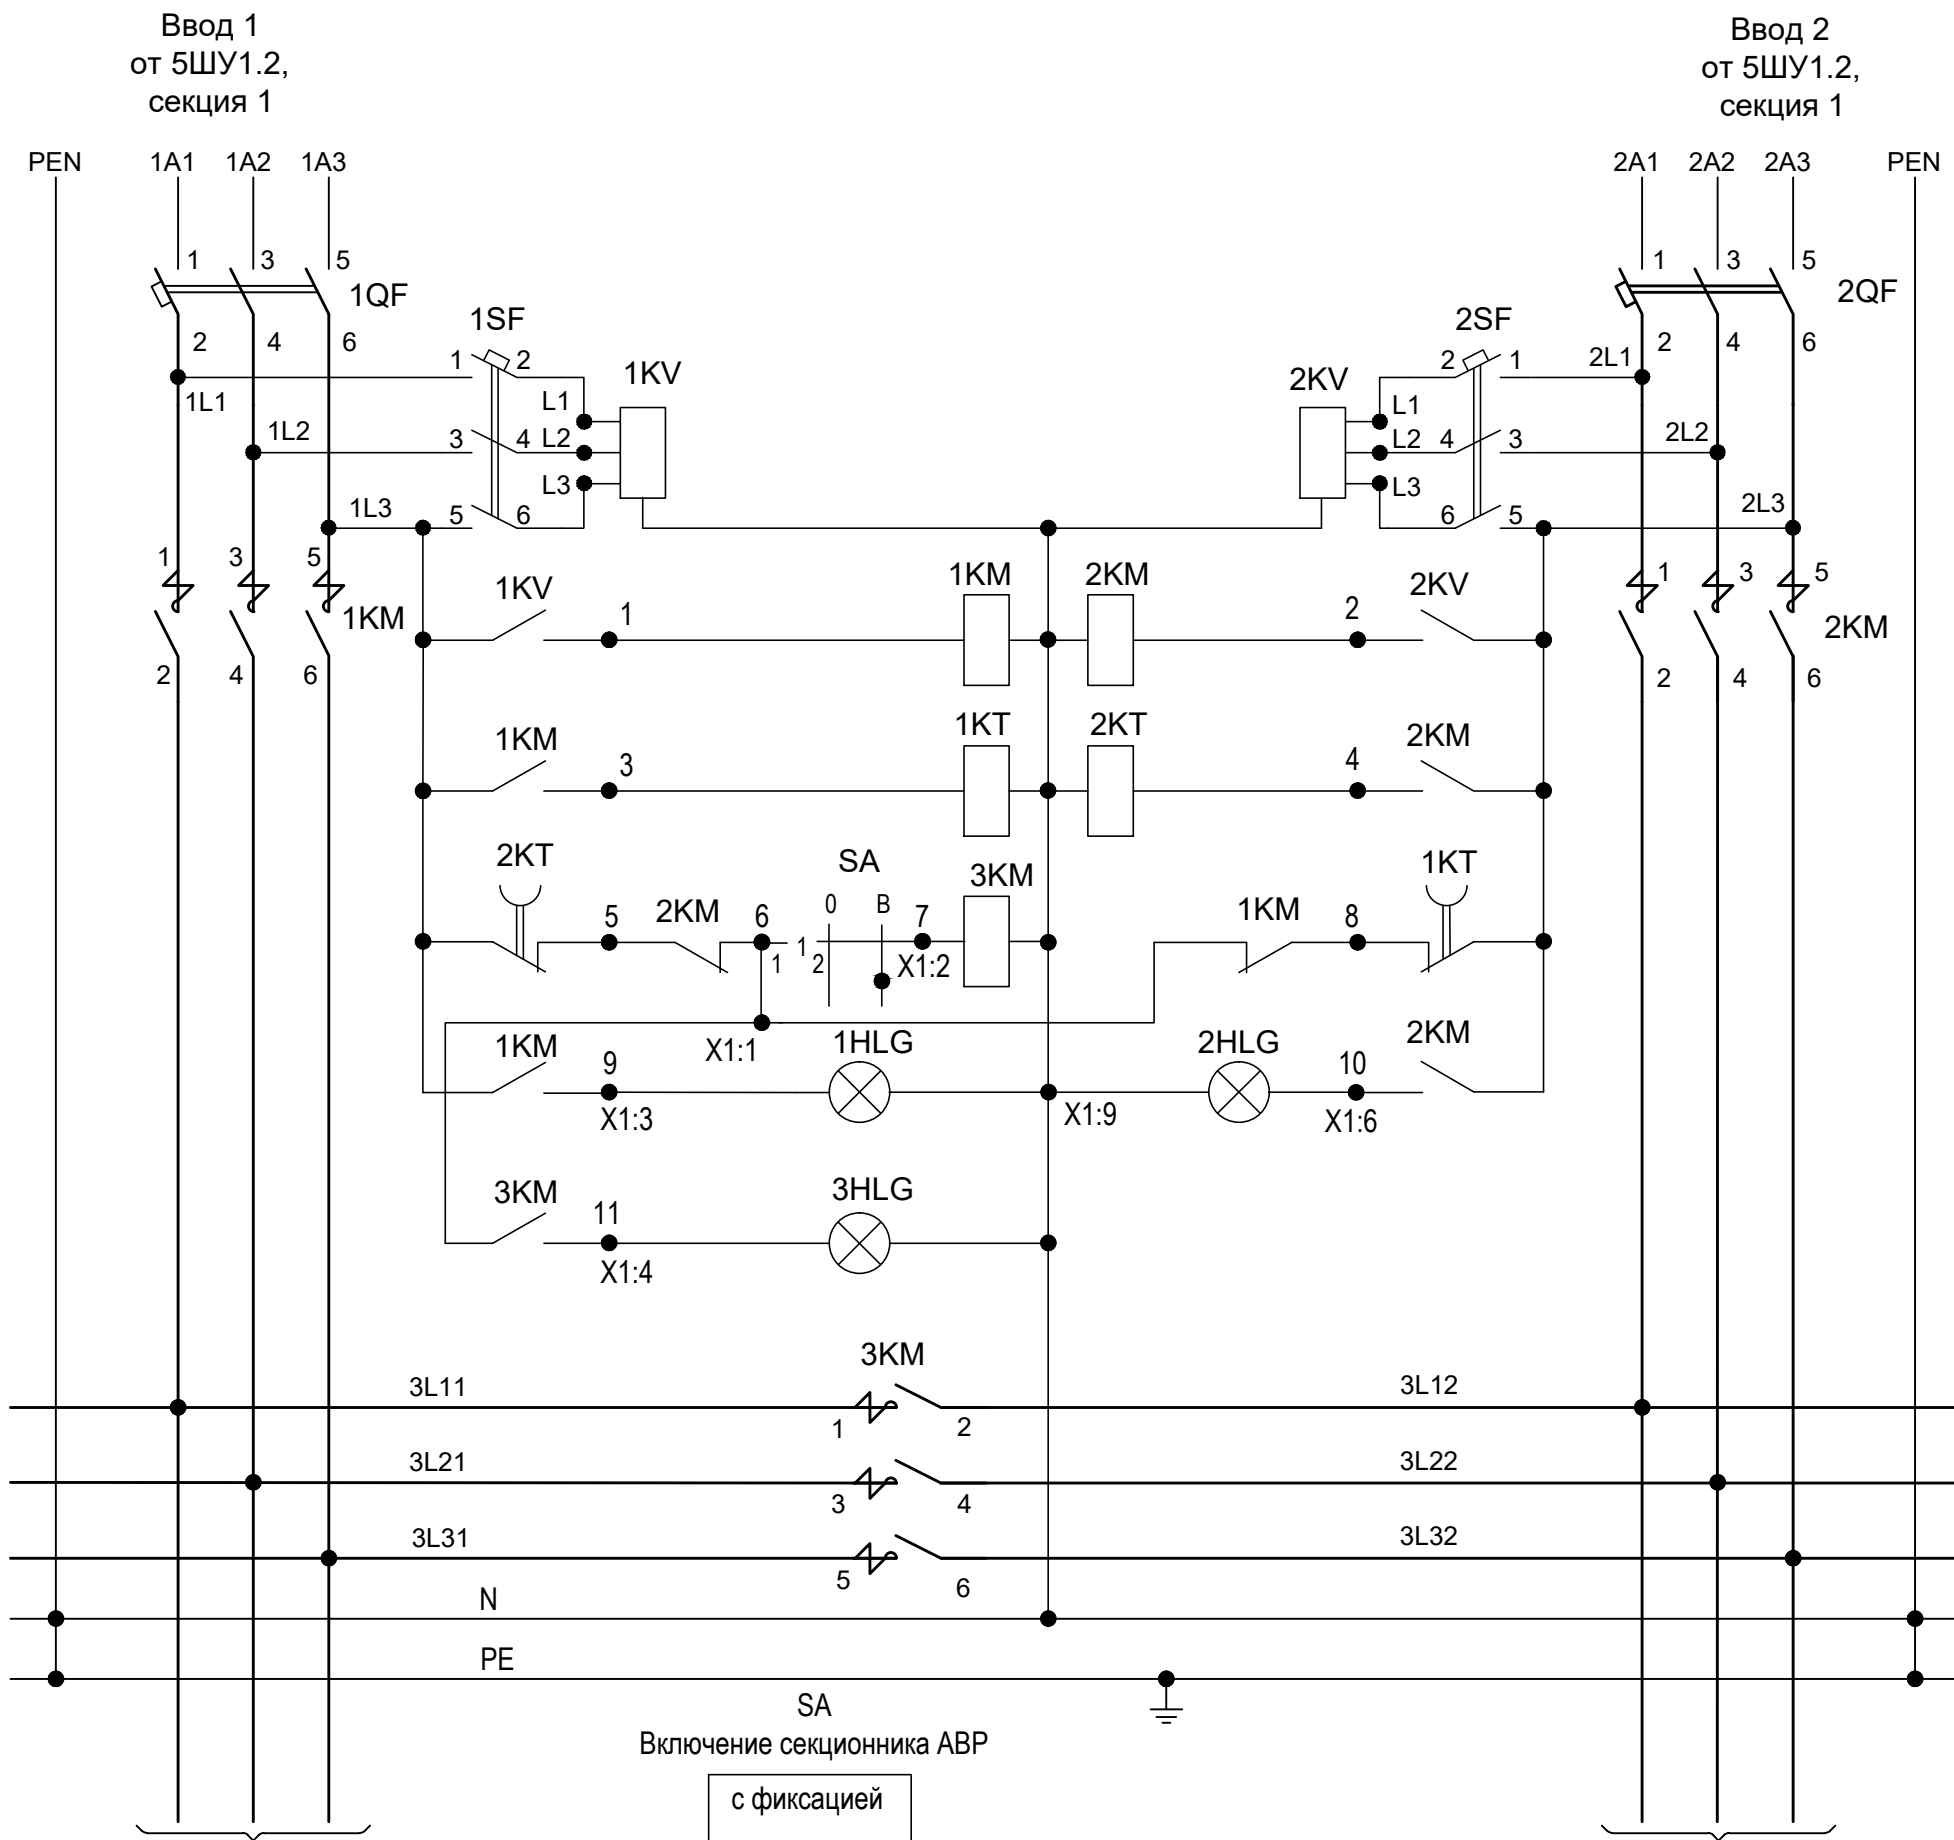 Ввод 1
от 5ШУ1.2,
секция 1
Ввод 2
от 5ШУ1.2,
секция 1
PEN 1A1 1A2 1A3 2A1 2A2 2A3 PEN
1 3 5 1QF 1 3 5 2QF
2 4 6 1SF 2SF 2 4 6
1 2 1KV 2KV 2 1 2L1
1L1 L1 L1
1L2 3 4 L2 L2 4 3 2L2
L3 L3
1L3 5 6 6 5 2L3
1 3 5 1KV 1 1KM 2KM 2 2KV 1 3 5
1KM 2KM
2 4 6 2 4 6
1KM 3 1KT 2KT 4 2KM
2KT SA 3KM 1KT
5 2KM 6 0 В 7 1KM 8
1 1 2 X1:2
X1:1
1KM 9 1HLG 2HLG 10 2KM
X1:3 X1:9 X1:6
3KM 11 3HLG
X1:4
3KM
3L11 1 2 3L12
3L21 3 4 3L22
3L31 5 6 3L32
N
PE
SA
Включение секционника АВР
с фиксацией